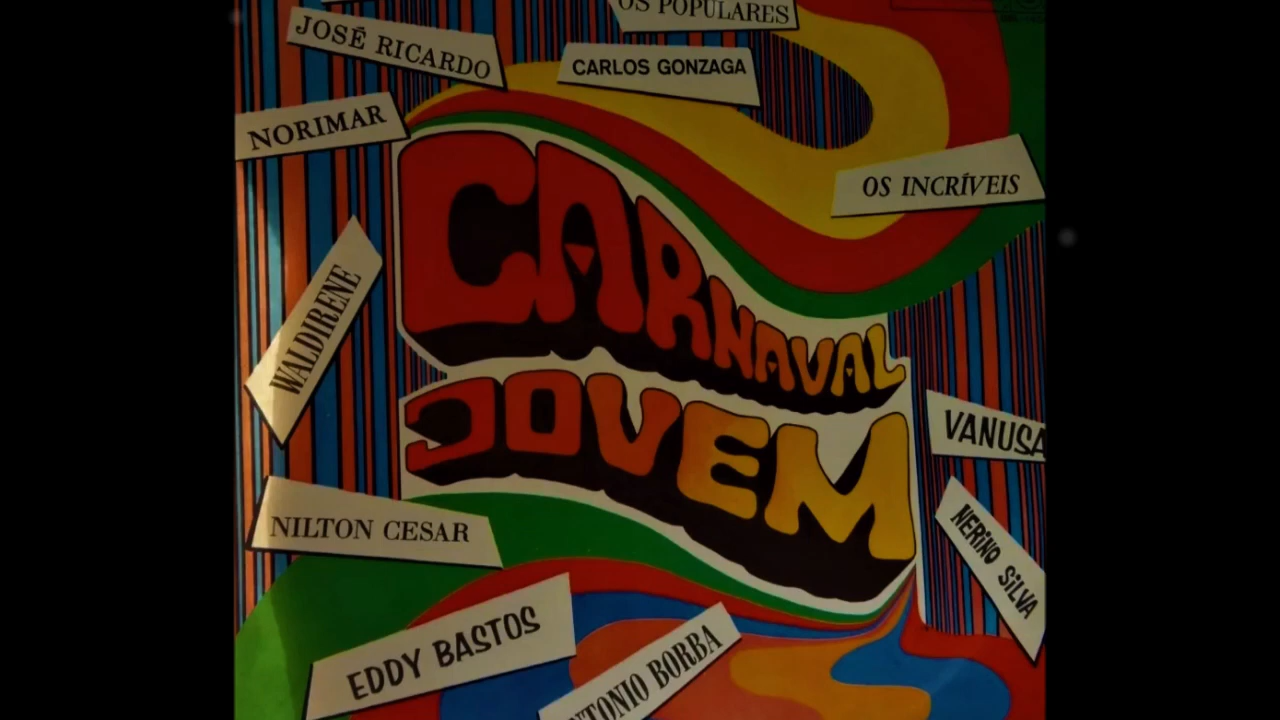 OS POPULARES
JOSÉ RICARDO
CARLOS GONZAGA
NORIMAR
OS INCRÍVEIS
WALDIRENE
CARNAVAL
JOVEM
VANUSA
NERINO SILVA
NILTON CESAR
EDDY BASTOS
ANTONIO BORBA